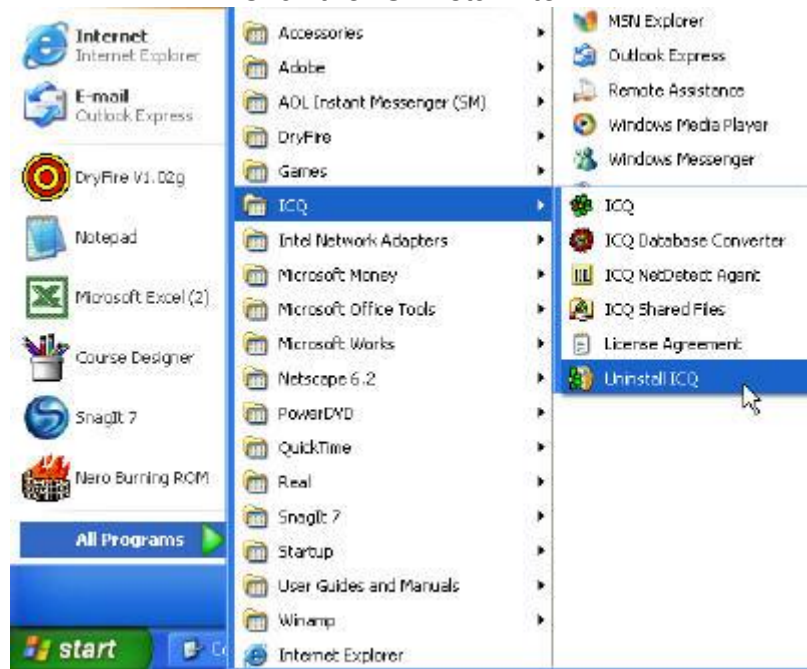 Internet
Internet Explorer
E-mail
Outlook Express
DryFire V1.02g
Notepad
Microsoft Excel (2)
Course Designer
SnagIt 7
Nero Burning ROM
All Programs
start
Accessories
Adobe
AOL Instant Messenger (SM)
DryFire
Games
ICQ
Intel Network Adapters
Microsoft Money
Microsoft Office Tools
Microsoft Works
Netscape 6.2
PowerDVD
QuickTime
Real
SnagIt 7
Startup
User Guides and Manuals
Winamp
Internet Explorer
MSN Explorer
Outlook Express
Remote Assistance
Windows Media Player
Windows Messenger
ICQ
ICQ Database Converter
ICQ NetDetect Agent
ICQ Shared Files
License Agreement
Uninstall ICQ